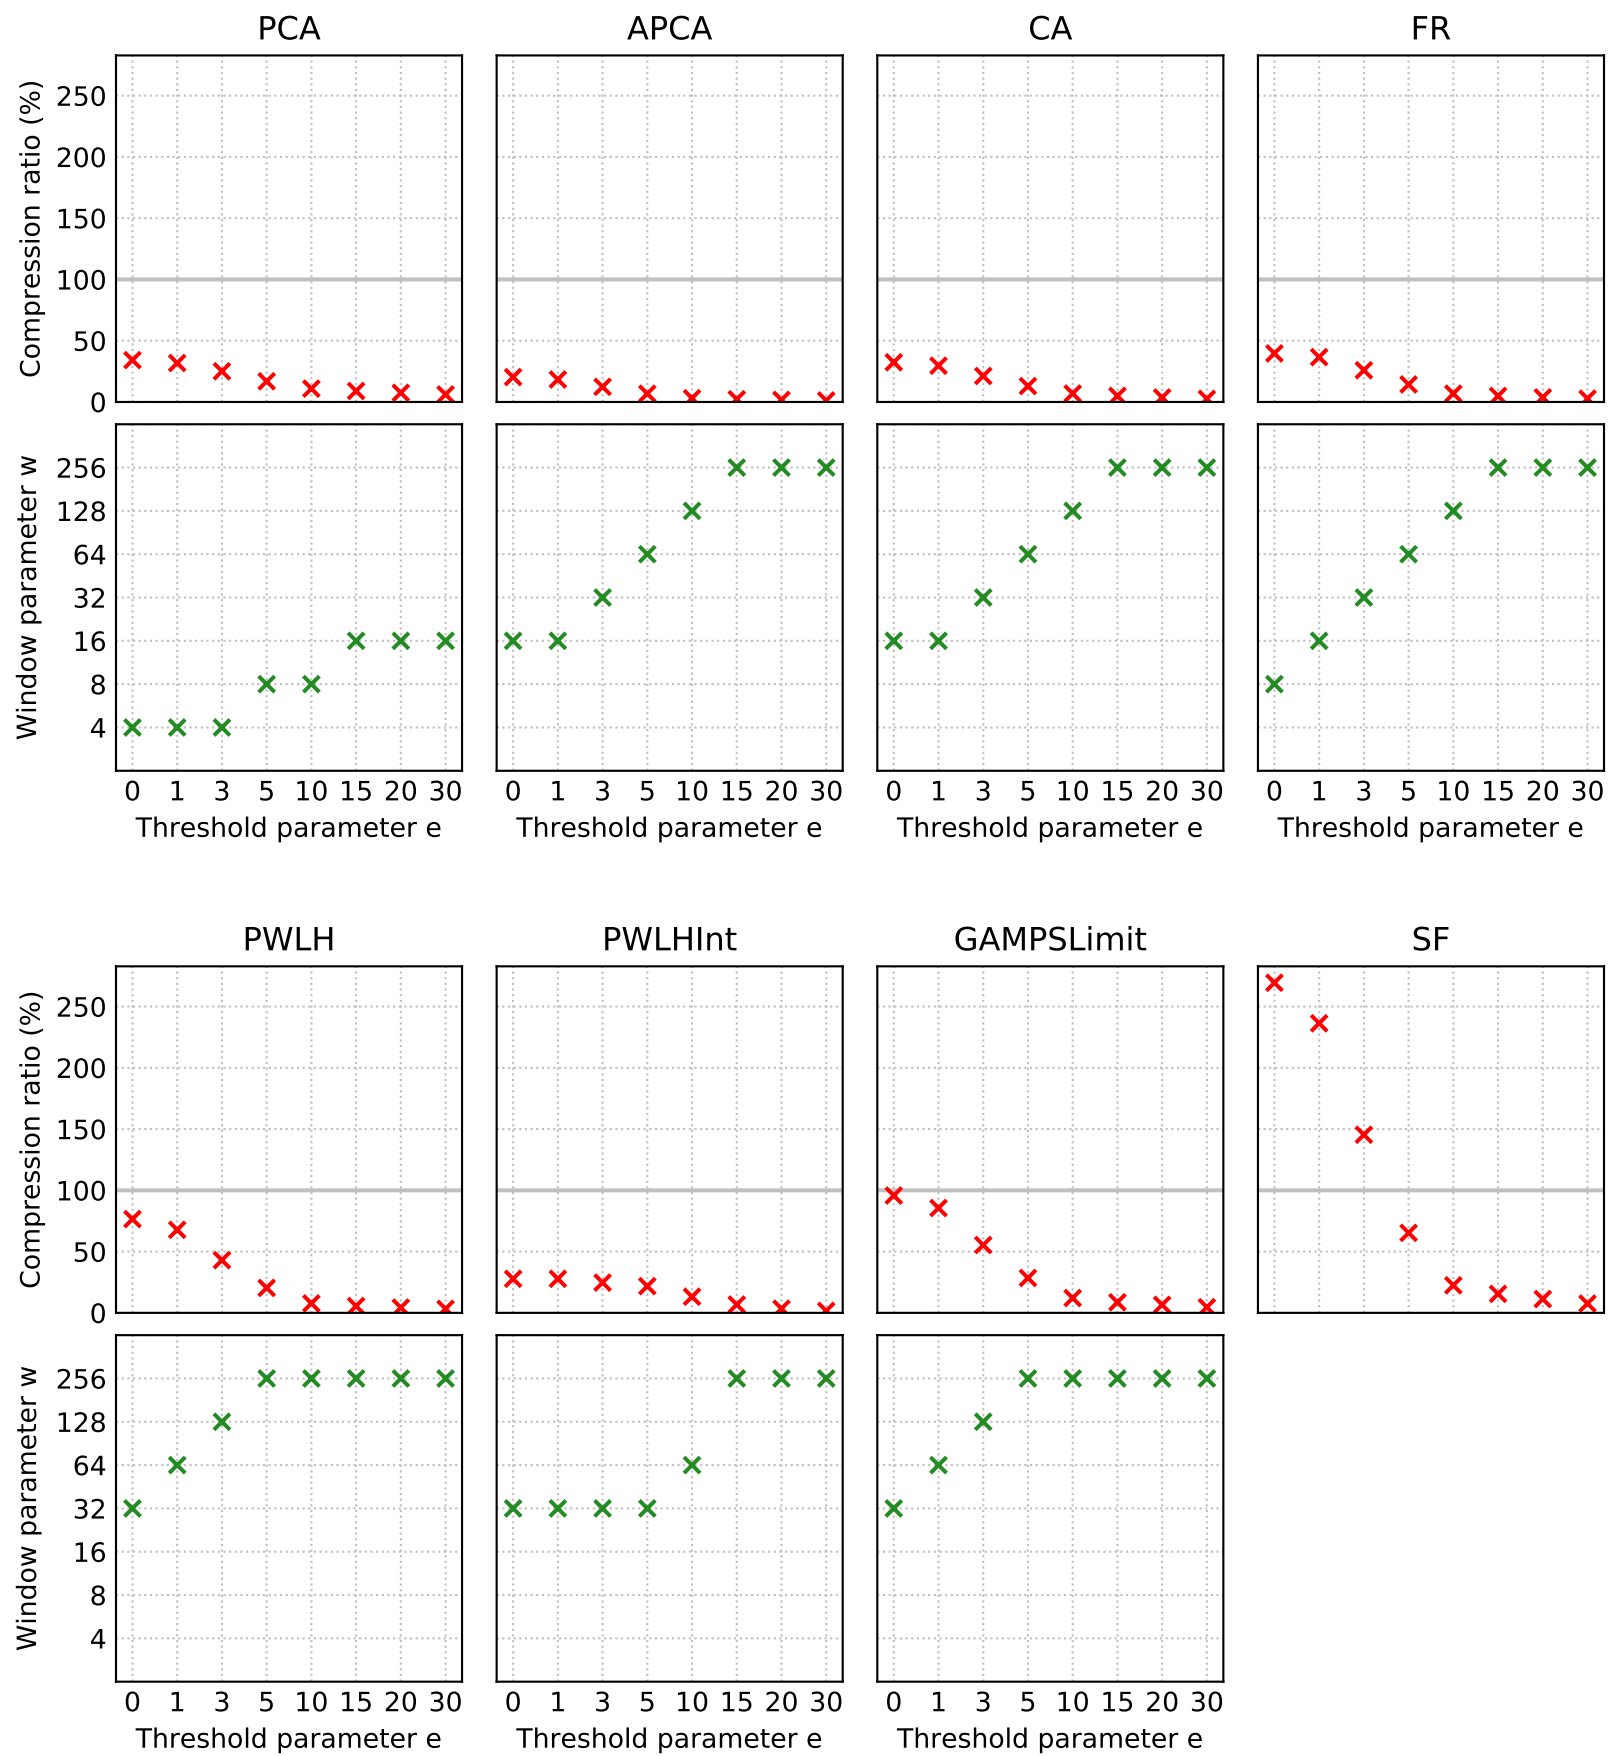 PCA APCA CA FR
Compression ratio (%)
250
200
150
100
50
0
Window parameter w
256
128
64
32
16
8
4
0 1 3 5 10 15 20 30 0 1 3 5 10 15 20 30 0 1 3 5 10 15 20 30 0 1 3 5 10 15 20 30
Threshold parameter e Threshold parameter e Threshold parameter e Threshold parameter e
PWLH PWLHInt GAMPSLimit SF
Compression ratio (%)
250
200
150
100
50
0
Window parameter w
256
128
64
32
16
8
4
0 1 3 5 10 15 20 30 0 1 3 5 10 15 20 30 0 1 3 5 10 15 20 30
Threshold parameter e Threshold parameter e Threshold parameter e